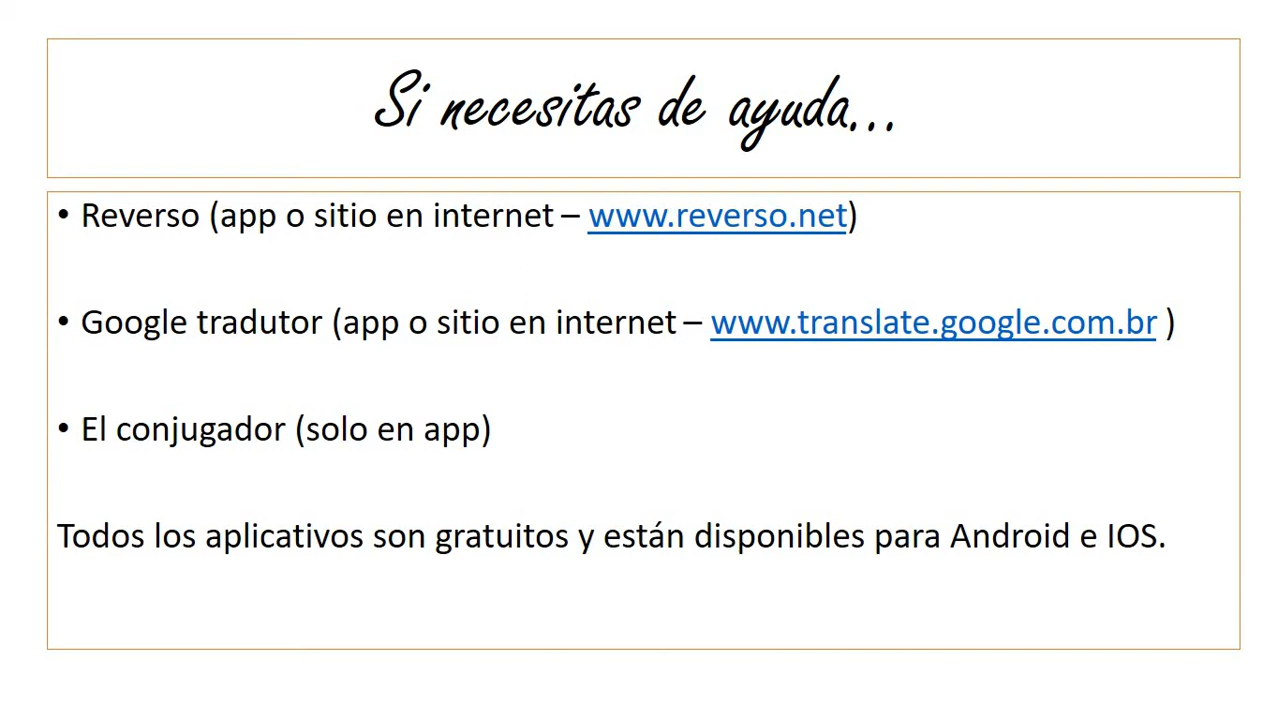 Si necesitas de ayuda...
• Reverso (app o sitio en internet – www.reverso.net)
• Google tradutor (app o sitio en internet – www.translate.google.com.br )
• El conjugador (solo en app)
Todos los aplicativos son gratuitos y están disponibles para Android e IOS.